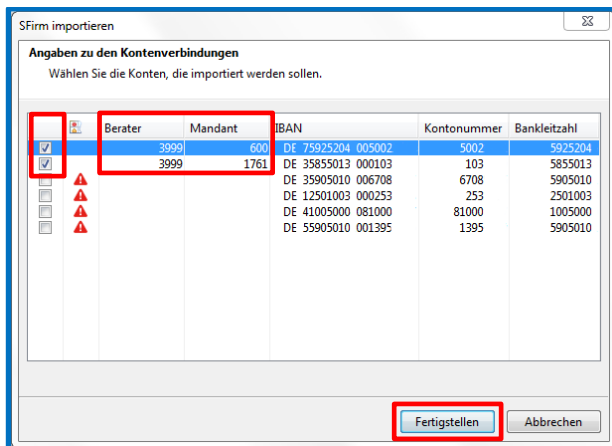 SFirm importieren
Angaben zu den Kontenverbindungen
Wählen Sie die Konten, die importiert werden sollen.
Berater Mandant IBAN Kontonummer Bankleitzahl
3999 600 DE 75925204 005002 5002 5925204
3999 1761 DE 35855013 000103 103 5855013
DE 35905010 006708 6708 5905010
DE 12501003 000253 253 2501003
DE 41005000 081000 81000 1005000
DE 55905010 001395 1395 5905010
Fertigstellen Abbrechen